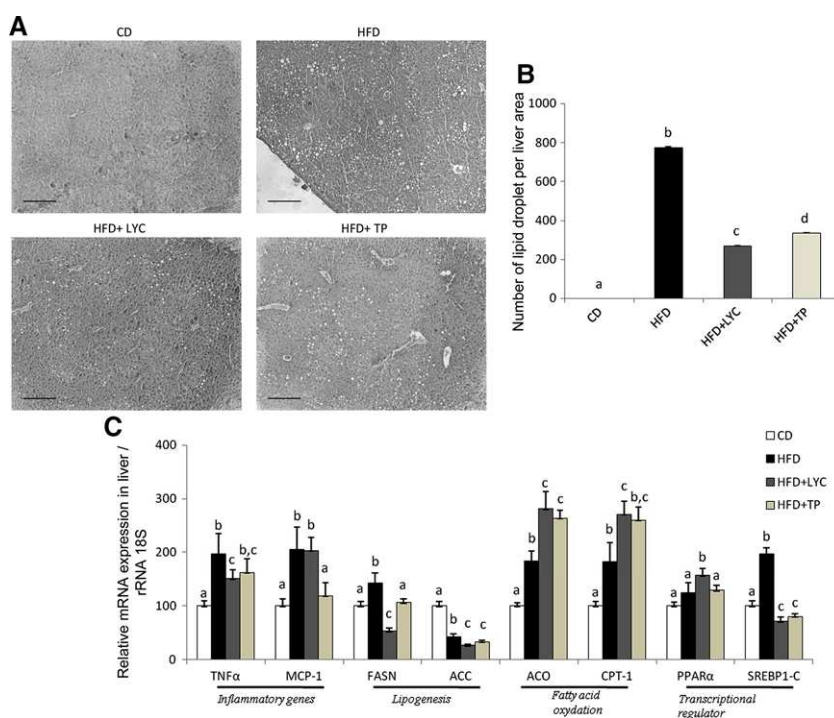 A
CD
HFD
HFD+ LYC
HFD+ TP
B
Number of lipid droplet per liver area
1000
800
600
400
200
0
a
b
c
d
CD
HFD
HFD+LYC
HFD+TP
C
Relative mRNA expression in liver /
rRNA 18S
400
300
200
100
0
CD
HFD
HFD+LYC
HFD+TP
a b c b,c
a b b a
a b c a
a b c c
a b c c
a b c b,c
a a b a
a b c c
TNFα MCP-1 FASN ACC ACO CPT-1 PPARα SREBP1-C
Inflammatory genes Lipogenesis Fatty acid Transcriptional
oxydation regulator